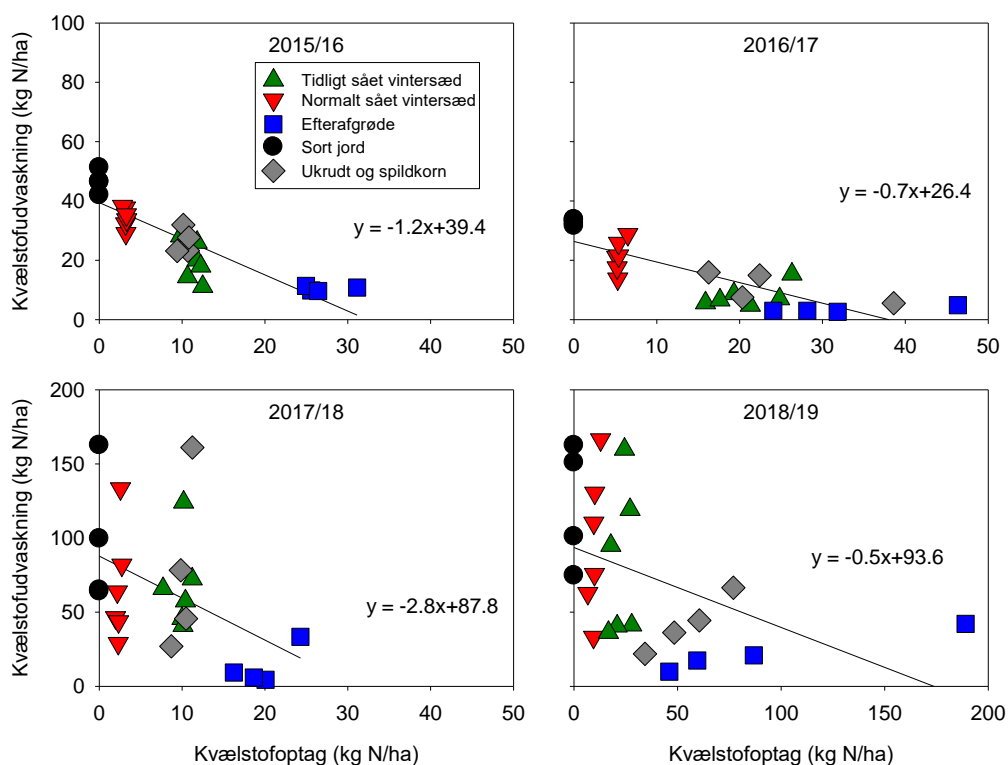 Kvælstofudvaskning (kg N/ha)
100
80
60
40
20
0
2015/16
Tidligt sået vintersæd
Normalt sået vintersæd
Efterafgrøde
Sort jord
Ukrudt og spildkorn
y = -1.2x+39.4
0 10 20 30 40 50
2016/17
y = -0.7x+26.4
0 10 20 30 40 50
Kvælstofudvaskning (kg N/ha)
200
150
100
50
0
2017/18
y = -2.8x+87.8
0 10 20 30 40 50
Kvælstofoptag (kg N/ha)
2018/19
y = -0.5x+93.6
0 50 100 150 200
Kvælstofoptag (kg N/ha)